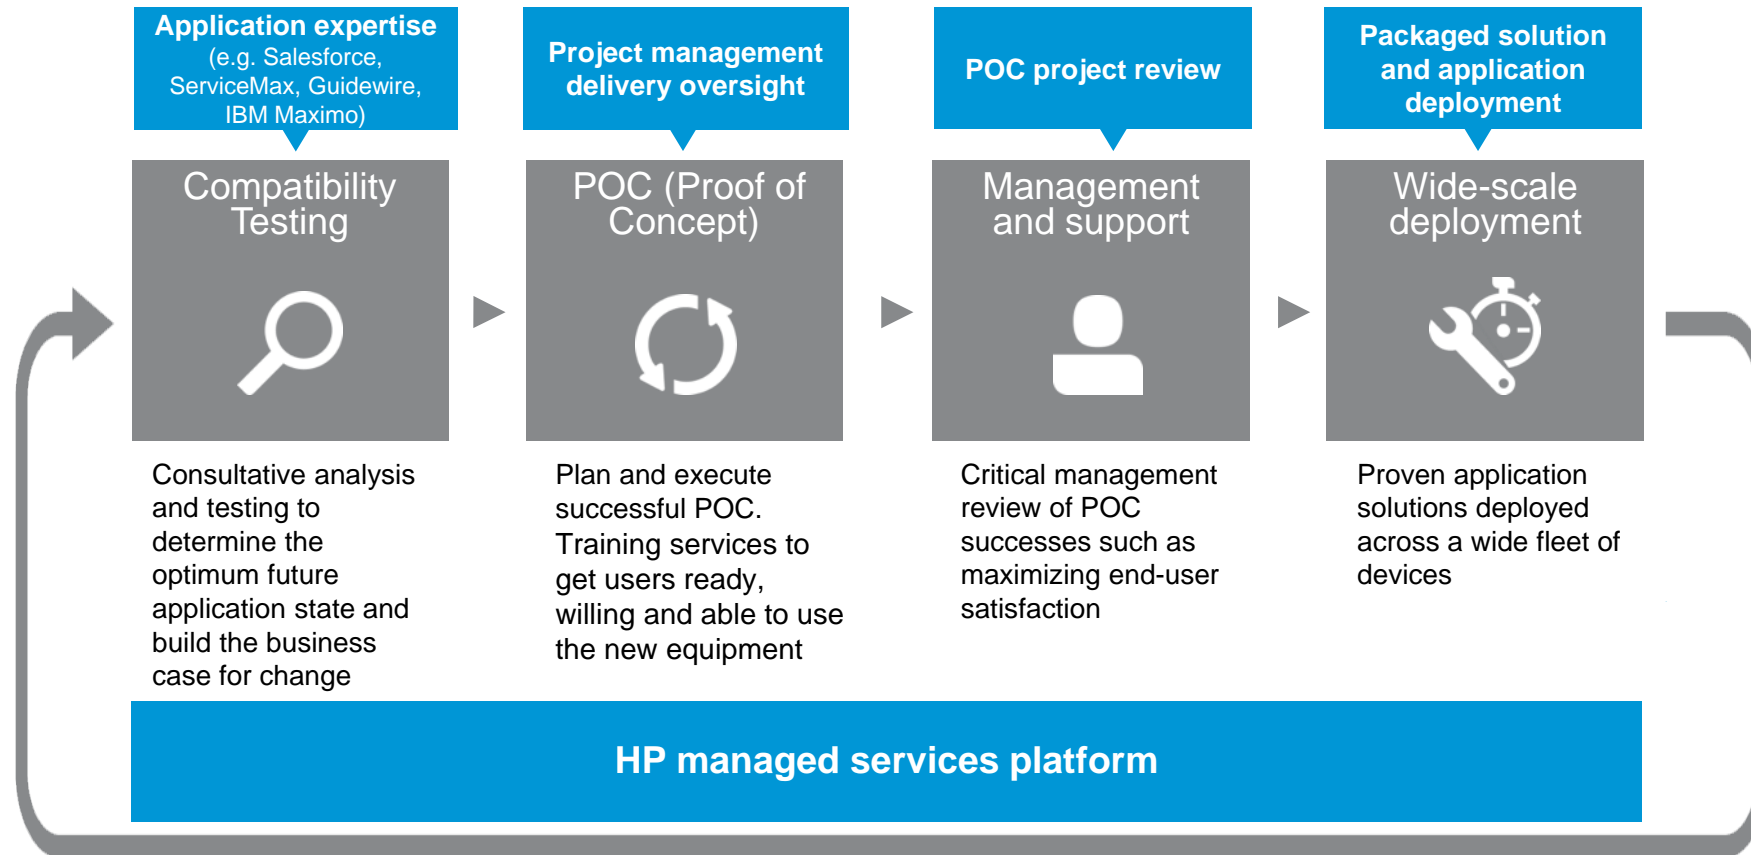 Application expertise
(e.g. Salesforce,
ServiceMax, Guidewire,
IBM Maximo)
Project management
delivery oversight
POC project review
Packaged solution
and application
deployment
Compatibility
Testing
POC (Proof of
Concept)
Management
and support
Wide-scale
deployment
Consultative analysis
and testing to
determine the
optimum future
application state and
build the business
case for change
Plan and execute
successful POC.
Training services to
get users ready,
willing and able to use
the new equipment
Critical management
review of POC
successes such as
maximizing end-user
satisfaction
Proven application
solutions deployed
across a wide fleet of
devices
HP managed services platform